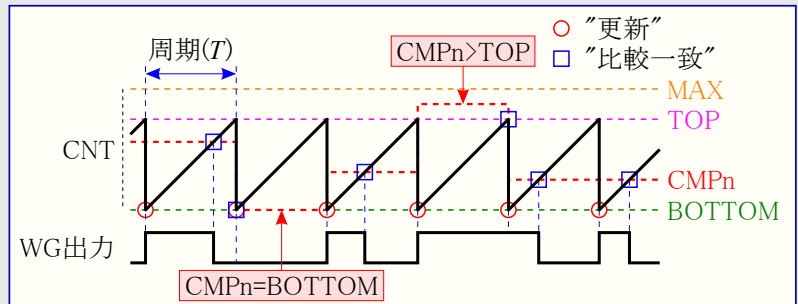 周期(T)
CMPn>TOP
"更新"
"比較一致"
MAX
TOP
CNT
CMPn
BOTTOM
WG出力
CMPn=BOTTOM